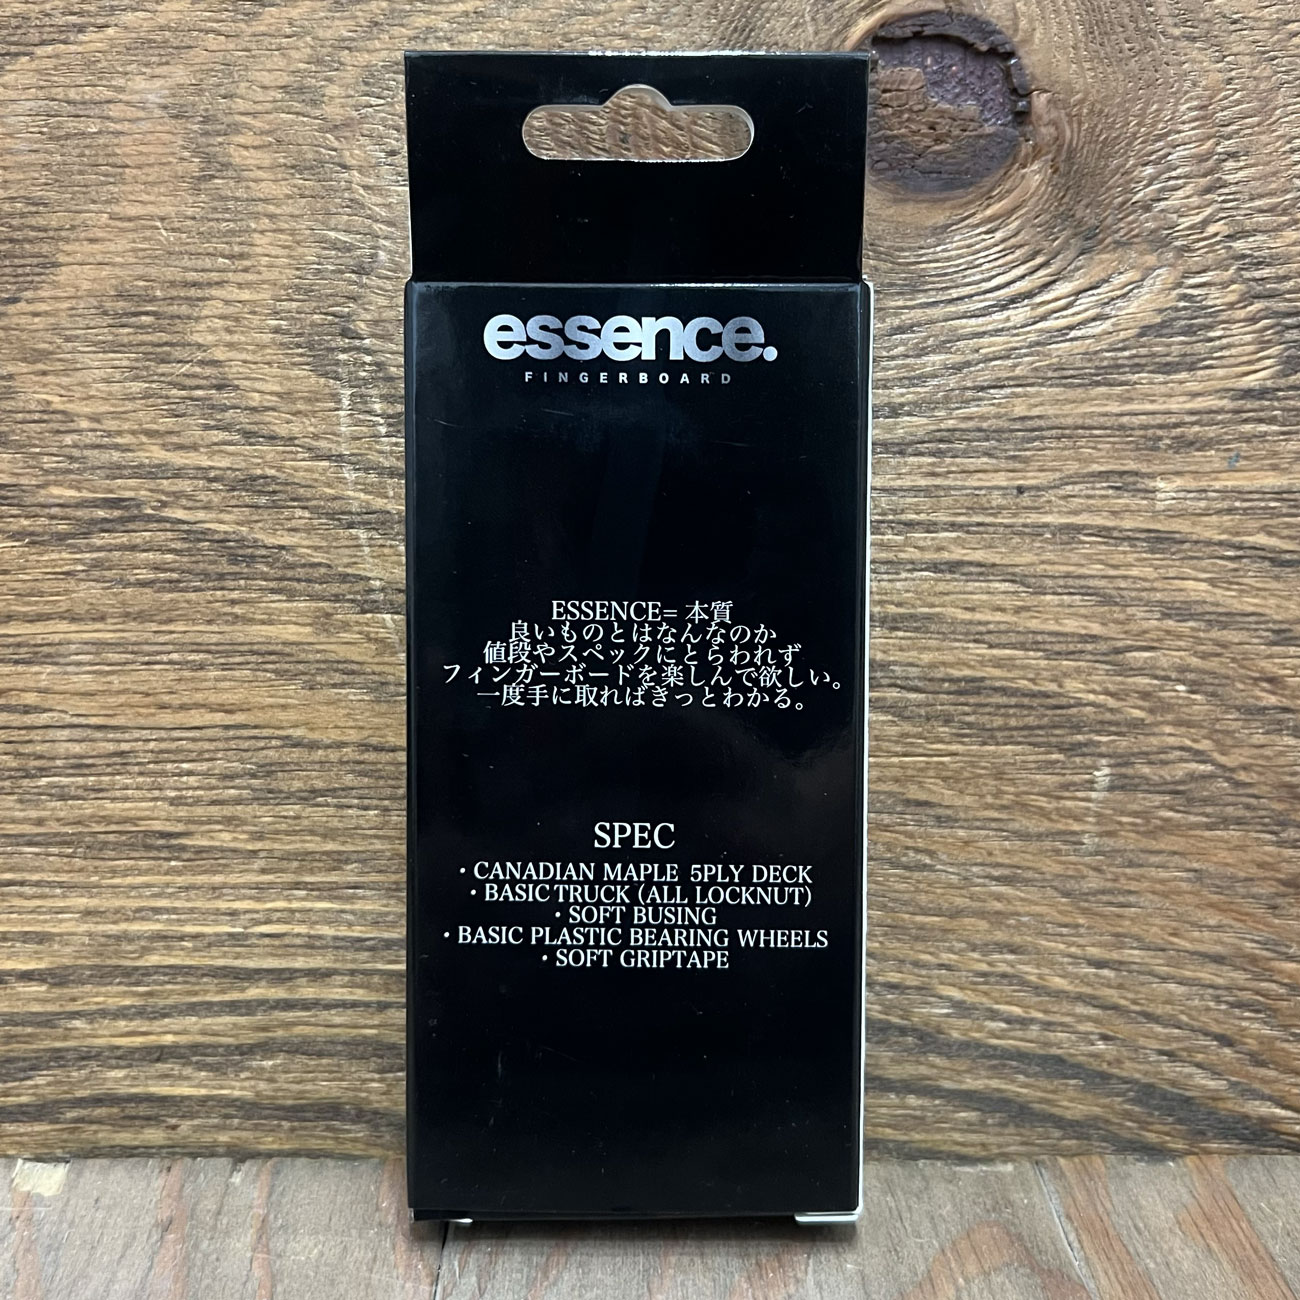 essence.
FINGERBOARD
ESSENCE= 本質
良いものとはなんなのか
値段やスペックにとらわれず
フィンガーボードを楽しんで欲しい。
一度手に取ればきっとわかる。
SPEC
・CANADIAN MAPLE 5PLY DECK
・BASIC TRUCK (ALL LOCKNUT)
・SOFT BUSING
・BASIC PLASTIC BEARING WHEELS
・SOFT GRIPTAPE